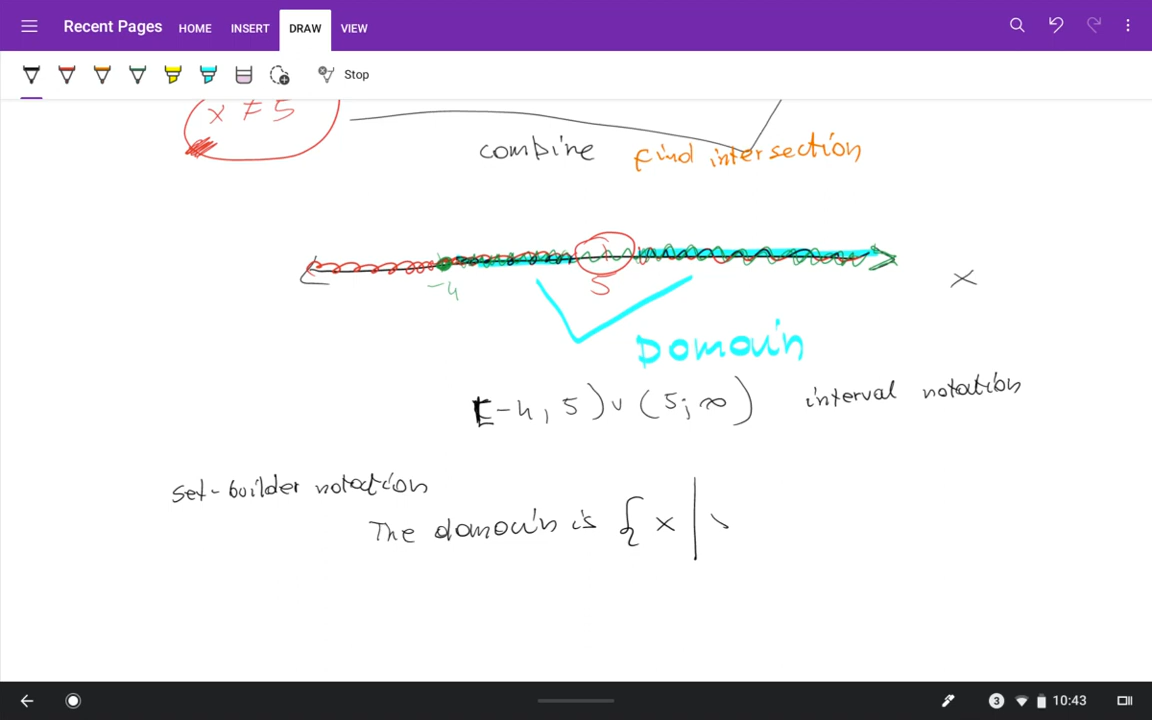 Recent Pages HOME INSERT DRAW VIEW
Stop
x ≠ 5
combine find intersection
-4 5 x
Domain
[-4, 5) ∪ (5; ∞) interval notation
set-builder notation
The domain is { x |
3 10:43